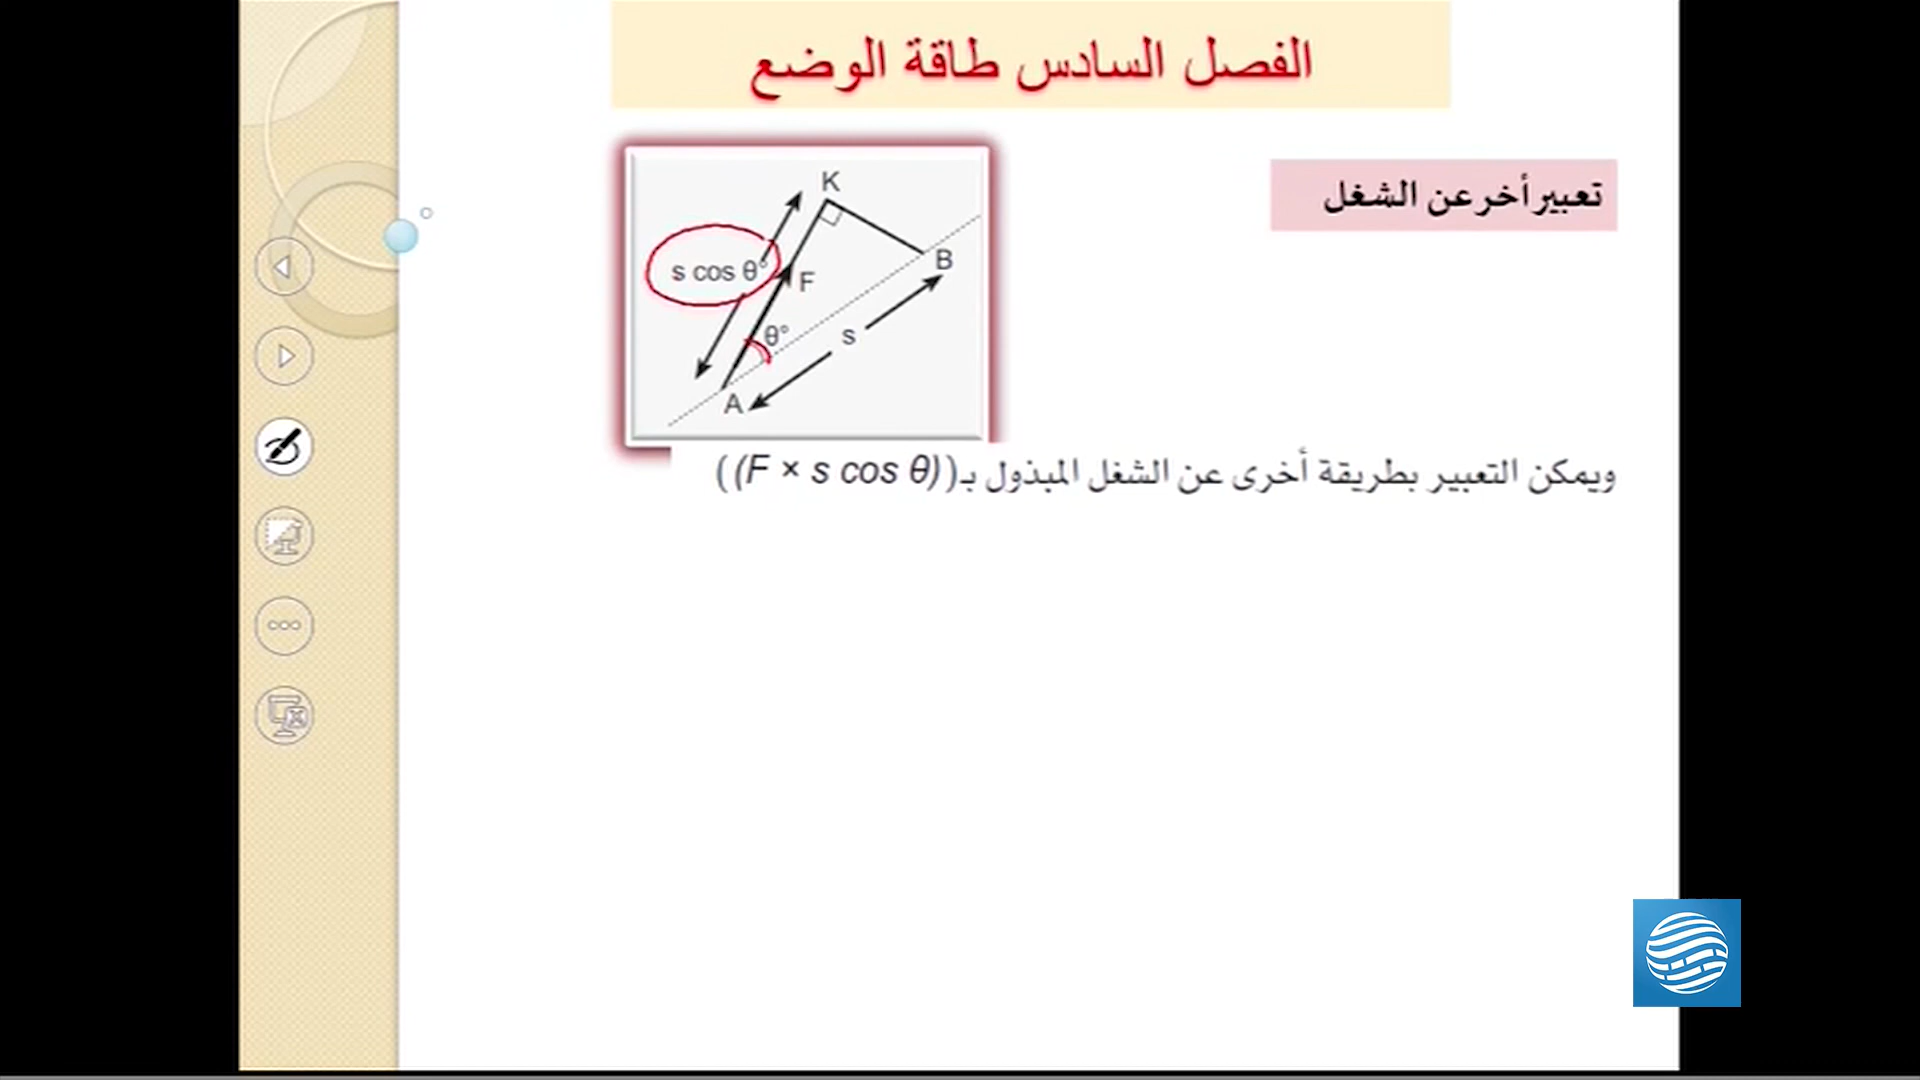 الفصل السادس طاقة الوضع
تعبير أخر عن الشغل
K
s cos θ°
F
B
θ°
s
A
ويمكن التعبير بطريقة أخرى عن الشغل المبذول بـ ((F × s cos θ))